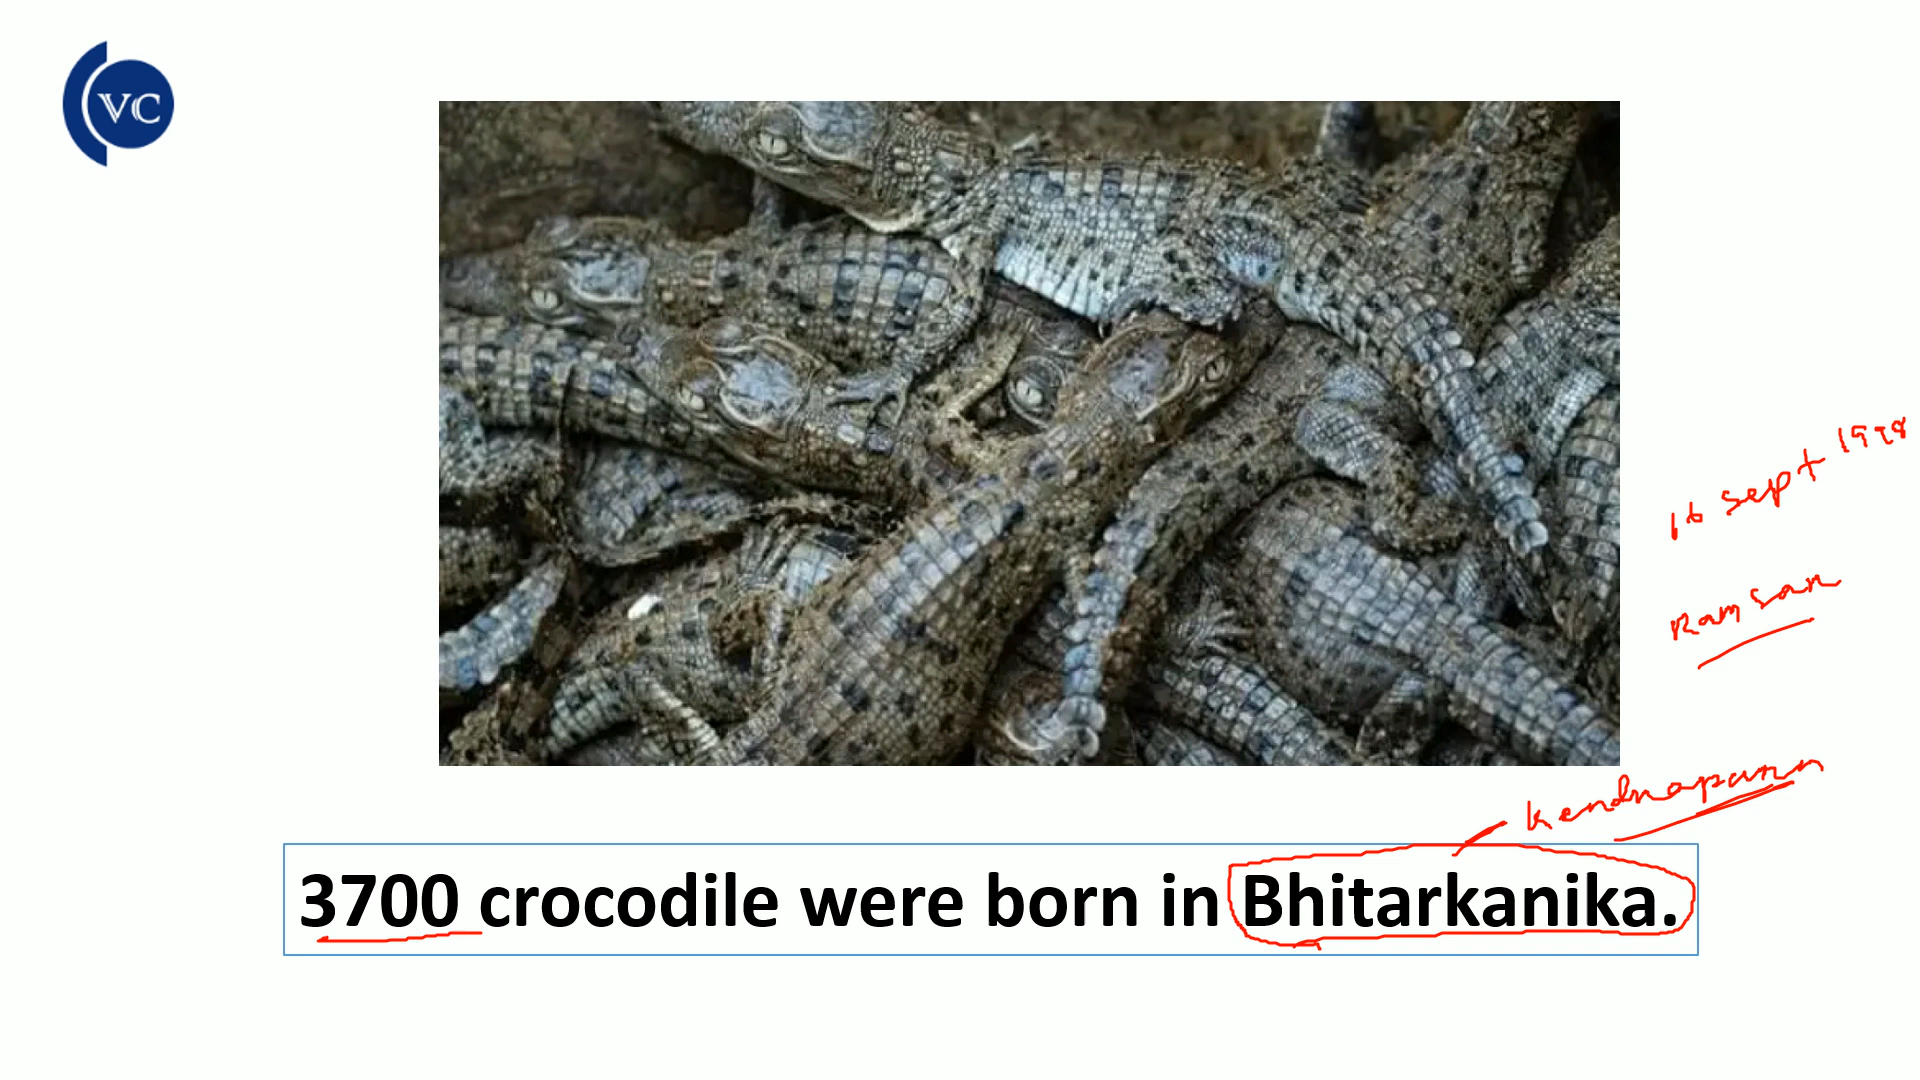 VC
16 Sept 1998
Ramsar
Kendrapara
3700 crocodile were born in Bhitarkanika.